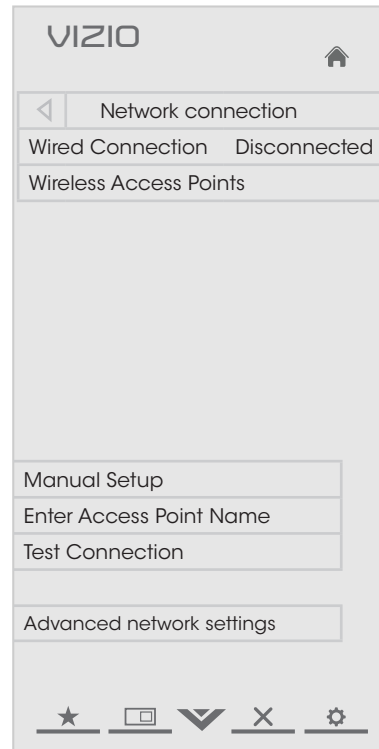 VIZIO
Network connection
Wired Connection Disconnected
Wireless Access Points
Manual Setup
Enter Access Point Name
Test Connection
Advanced network settings